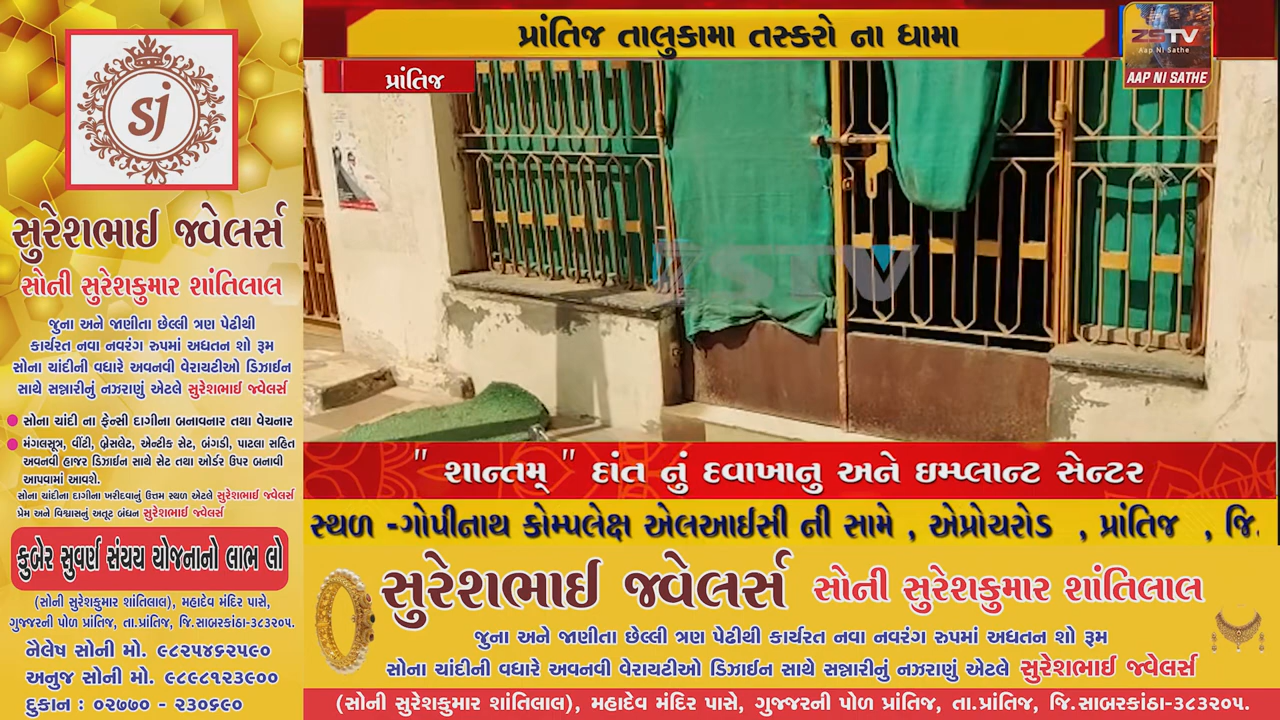 sj
સુરેશભાઈ જ્વેલર્સ
સોની સુરેશકુમાર શાંતિલાલ
જુના અને જાણીતા છેલ્લી ત્રણ પેઢીથી
કાર્યરત નવા નવરંગ રુપમાં અધતન શો રૂમ
સોના ચાંદીની વધારે અવનવી વેરાયટીઓ ડિઝાઈન
સાથે સન્નારીનું નઝરાણું એટલે સુરેશભાઈ જ્વેલર્સ
સોના ચાંદી ના ફેન્સી દાગીના બનાવનાર તથા વેચનાર
મંગલસૂત્ર, વીંટી, બ્રેસલેટ, એન્ટીક સેટ, બંગડી, પાટલા સહિત
અવનવી હાજર ડિઝાઈન સાથે સેટ તથા ઓર્ડર ઉપર બનાવી
આપવામાં આવશે.
સોના ચાંદીના દાગીના ખરીદવાનું ઉત્તમ સ્થળ એટલે સુરેશભાઈ જ્વેલર્સ
પ્રેમ અને વિશ્વાસનું અતૂટ બંધન સુરેશભાઈ જ્વેલર્સ
કુબેર સુવર્ણ સંચય યોજનાનો લાભ લો
(સોની સુરેશકુમાર શાંતિલાલ), મહાદેવ મંદિર પાસે,
ગુજ્જરની પોળ પ્રાંતિજ, તા.પ્રાંતિજ, જિ.સાબરકાંઠા-૩૮૩૨૦૫.
નૈલેષ સોની મો. ૯૮૨૫૪૬૨૫૯૦
અનુજ સોની મો. ૯૮૯૮૧૨૩૯૦૦
દુકાન : ૦૨૭૭૦ - ૨૩૦૬૯૦
પ્રાંતિજ તાલુકામા તસ્કરો ના ધામા
ZSTV
Aap Ni Sathe
AAP NI SATHE
પ્રાંતિજ
ZSTV
" શાન્તમ્ " દાંત નું દવાખાનુ અને ઇમ્પ્લાન્ટ સેન્ટર
સ્થળ -ગોપીનાથ કોમ્પલેક્ષ એલઆઈસી ની સામે , એપ્રોચરોડ , પ્રાંતિજ , જિ.
સુરેશભાઈ જ્વેલર્સ સોની સુરેશકુમાર શાંતિલાલ
જુના અને જાણીતા છેલ્લી ત્રણ પેઢીથી કાર્યરત નવા નવરંગ રુપમાં અધતન શો રૂમ
સોના ચાંદીની વધારે અવનવી વેરાયટીઓ ડિઝાઈન સાથે સન્નારીનું નઝરાણું એટલે સુરેશભાઈ જ્વેલર્સ
(સોની સુરેશકુમાર શાંતિલાલ), મહાદેવ મંદિર પાસે, ગુજ્જરની પોળ પ્રાંતિજ, તા.પ્રાંતિજ, જિ.સાબરકાંઠા-૩૮૩૨૦૫.